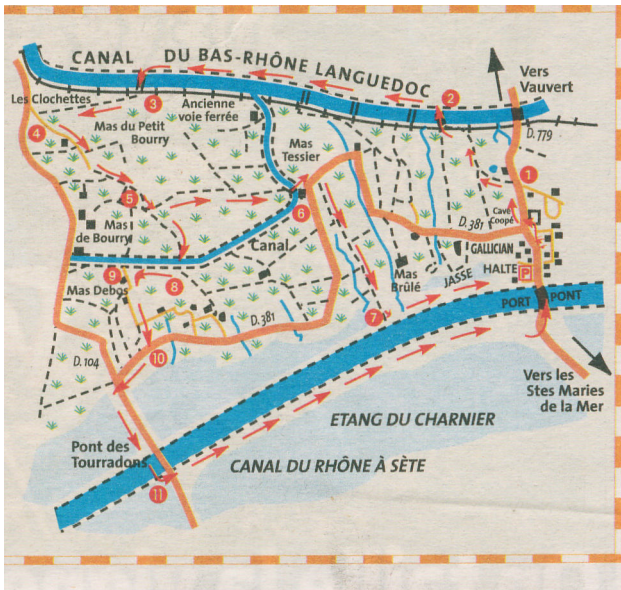 CANAL DU BAS-RHÔNE LANGUEDOC
Vers
Vauvert
Les Clochettes
3
Ancienne
voie ferrée
2
D.779
4
Mas du Petit
Bourry
Mas
Tessier
1
5
6
Cave
Coopé
D.381
Mas
de Bourry
Canal
GALLICIAN
HALTE
P
JASSE
Mas
Brûlé
9
8
Mas Debos
7
PORT
PONT
D.381
10
D.104
Vers les
Stes Maries
de la Mer
ETANG DU CHARNIER
Pont des
Tourradons
CANAL DU RHÔNE À SÈTE
11